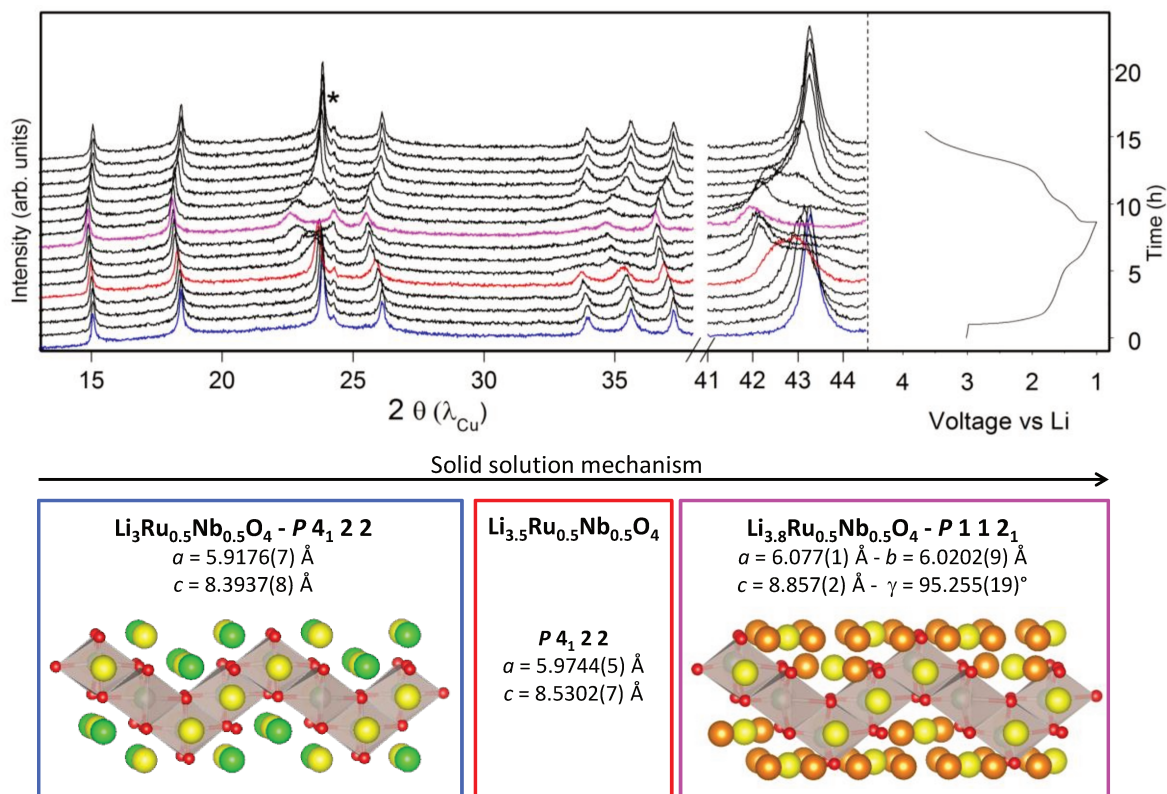 Intensity (arb. units)
*
20
15
10
5
0
Time (h)
15 20 25 30 35 41 42 43 44 4 3 2 1
2 θ (λCu)
Voltage vs Li
Solid solution mechanism
Li3Ru0.5Nb0.5O4 - P 41 2 2
a = 5.9176(7) Å
c = 8.3937(8) Å
Li3.5Ru0.5Nb0.5O4
P 41 2 2
a = 5.9744(5) Å
c = 8.5302(7) Å
Li3.8Ru0.5Nb0.5O4 - P 1 1 21
a = 6.077(1) Å - b = 6.0202(9) Å
c = 8.857(2) Å - γ = 95.255(19)°